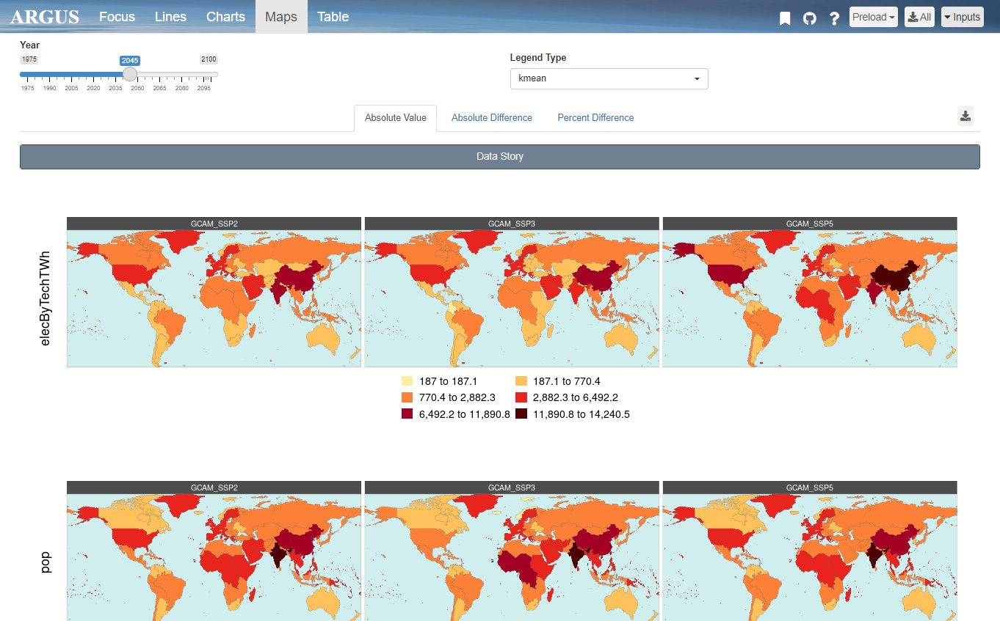 ARGUS Focus Lines Charts Maps Table ? Preload All Inputs
Year
1975 2045 2100
1975 1990 2005 2020 2035 2050 2065 2080 2095
Legend Type
kmean
Absolute Value Absolute Difference Percent Difference
Data Story
GCAM_SSP2 GCAM_SSP3 GCAM_SSP5
elecByTechTWh
187 to 187.1 187.1 to 770.4
770.4 to 2,882.3 2,882.3 to 6,492.2
6,492.2 to 11,890.8 11,890.8 to 14,240.5
GCAM_SSP2 GCAM_SSP3 GCAM_SSP5
pop